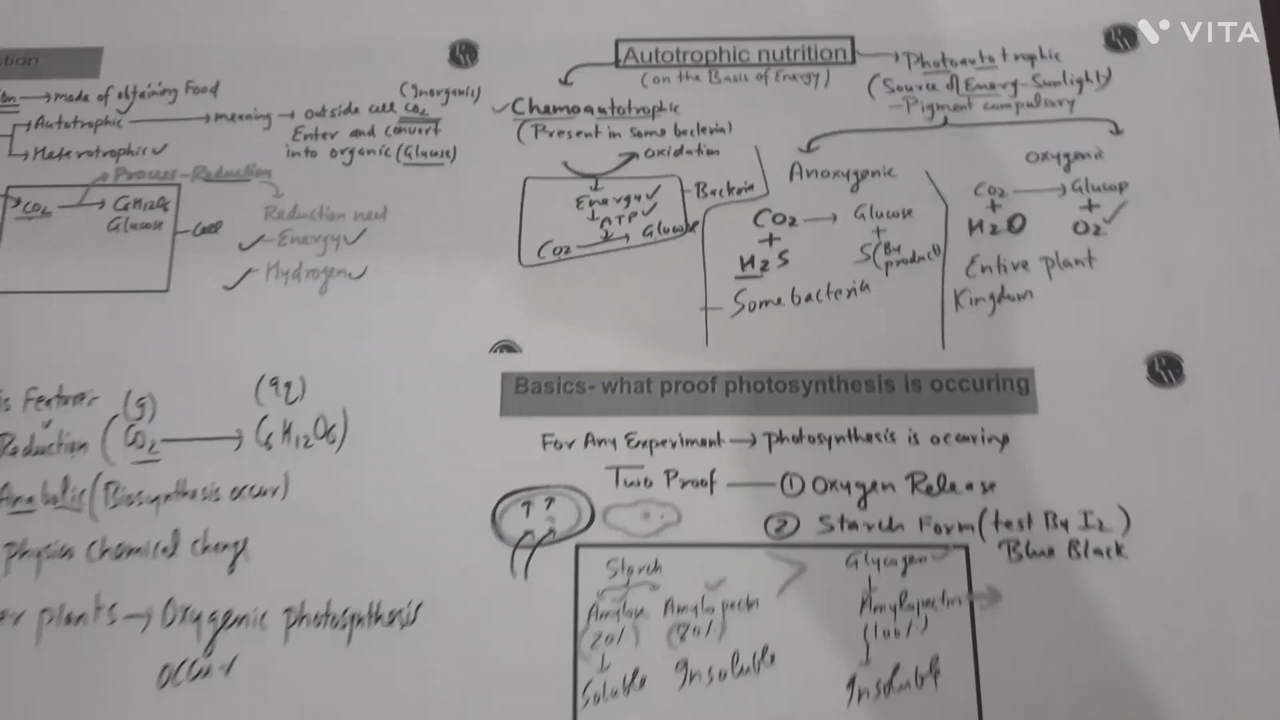 VITA
tion
on → mode of obtaining Food
Autotrophic → meaning → outside cell CO2 (Inorganic)
Enter and convert
into organic (Glucose)
Heterotrophic ✓
Process-Reduction
CO2 → C6H12O6
Glucose
Cell
Reduction need
✓ Energy ✓
✓ Hydrogen ✓
Autotrophic nutrition
(on the Basis of Energy)
✓ Chemoautotrophic
(Present in some bacteria)
oxidation
Energy ✓
↓ ATP ✓
CO2 → Glucose
Bacteria
→ Photoautotrophic
(Source of Energy-Sunlight)
- Pigment compulsory
Anoxygenic
CO2 → Glucose
+ +
H2S S(By product)
Some bacteria
Oxygenic
CO2 →
+ +
H2O O2 ✓
Entire plant
Kingdom
is Feature
Reduction (CO2 (g) → C6H12O6 (aq))
Anabolic (Biosynthesis occur)
Physico Chemical change
er plants → Oxygenic photosynthesis
occur
Basics- what proof photosynthesis is occuring
For Any Experiment → photosynthesis is occuring
Two Proof — ① Oxygen Release
② Starch Form (test By I2)
Blue Black
Starch
Amylose Amylopectin
(20%) (80%)
↓
Soluble Insoluble
>
Glycogen
↓
Amylopectin
(100%)
↓
Insoluble